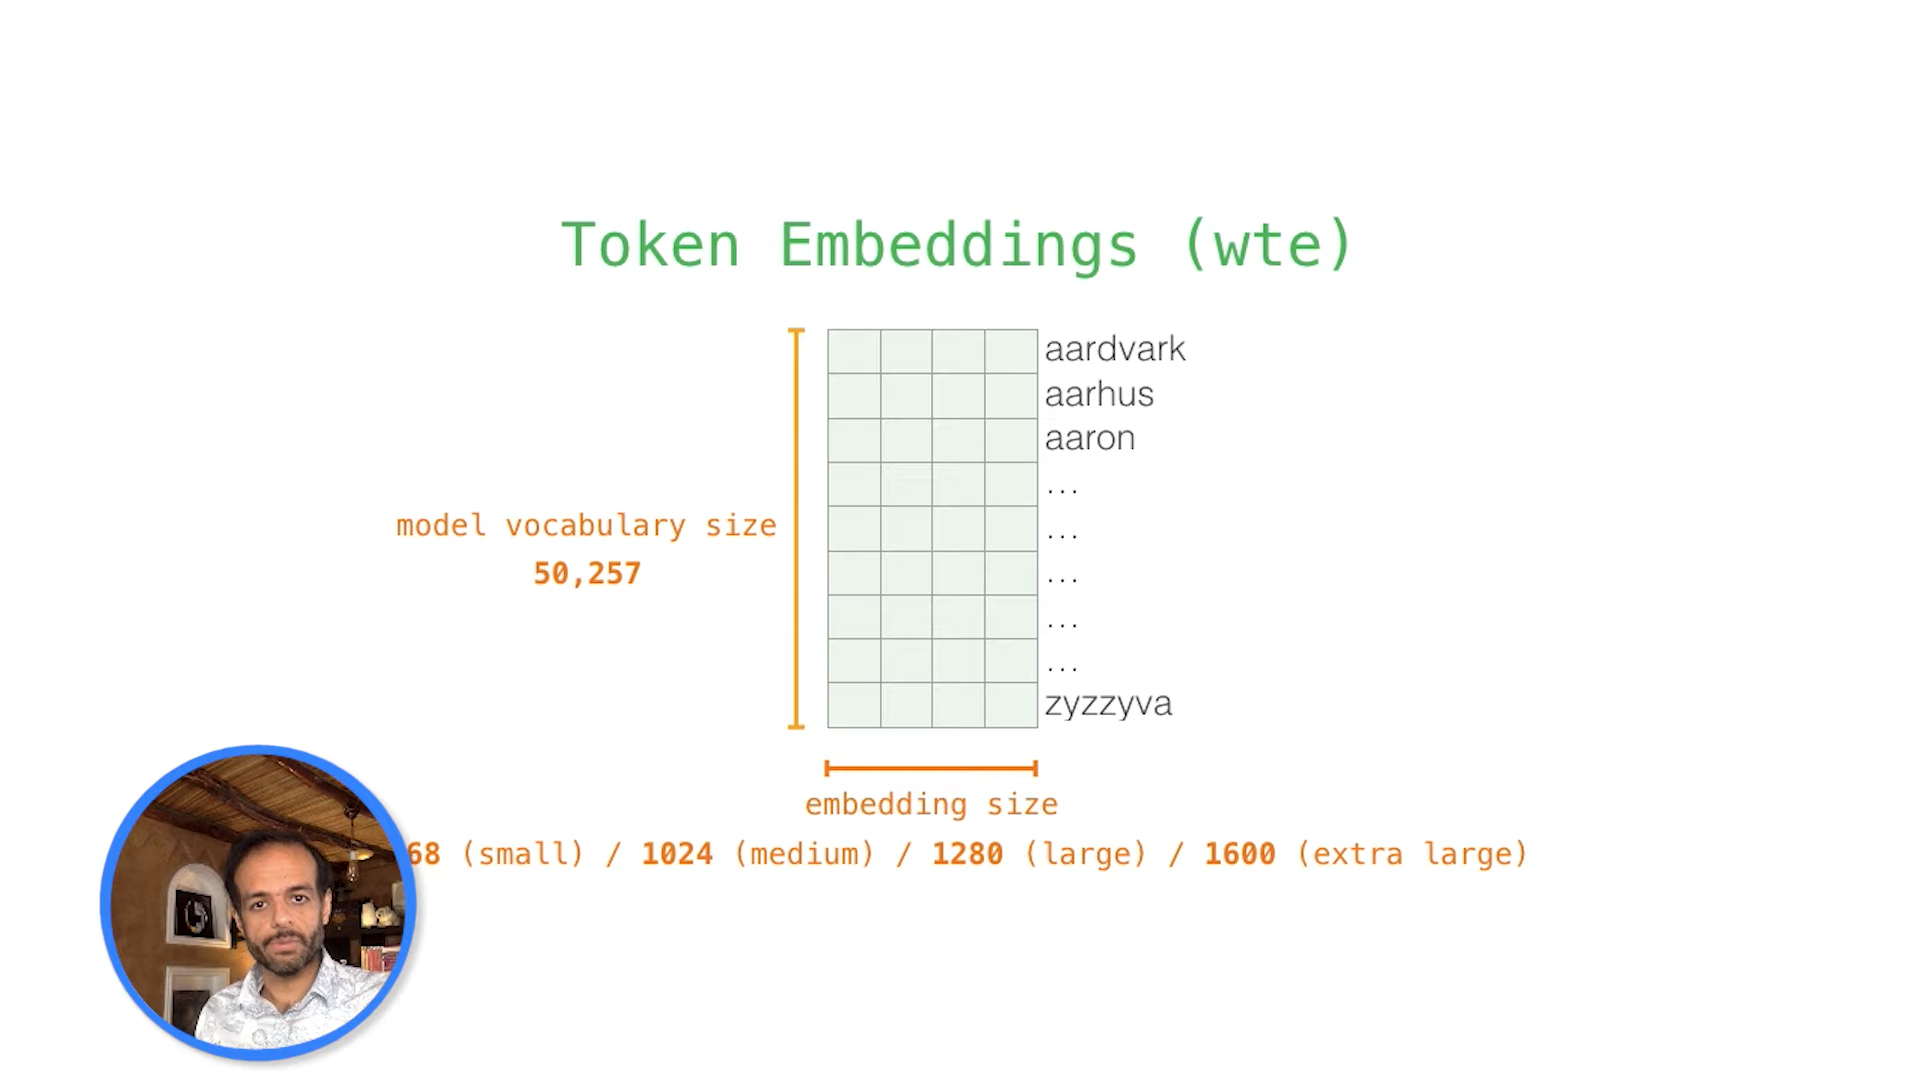 Token Embeddings (wte)
aardvark
aarhus
aaron
...
...
model vocabulary size
50,257
...
...
...
zyzzyva
embedding size
68 (small) / 1024 (medium) / 1280 (large) / 1600 (extra large)